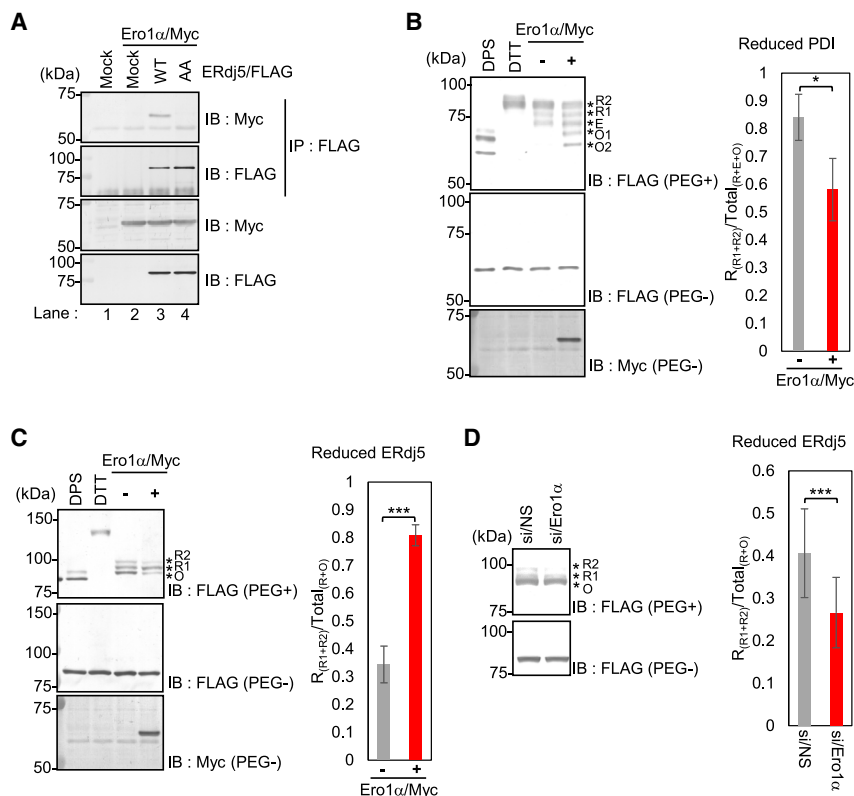 A
Ero1α/Myc
(kDa)
Mock
Mock
WT
AA
ERdj5/FLAG
75
50
IB : Myc
100
75
IB : FLAG
IP : FLAG
75
50
IB : Myc
100
75
IB : FLAG
Lane : 1 2 3 4
B
Ero1α/Myc
(kDa)
DPS
DTT
- +
100
75
50
*R2
*R1
*E
*O1
*O2
IB : FLAG (PEG+)
100
75
50
IB : FLAG (PEG-)
75
50
IB : Myc (PEG-)
Reduced PDI
R(R1+R2)/Total(R+E+O)
0.9
0.8
0.7
0.6
0.5
0.4
0.3
0.2
0.1
0
*
- +
Ero1α/Myc
C
Ero1α/Myc
(kDa)
DPS
DTT
- +
150
100
75
*R2
*R1
*O
IB : FLAG (PEG+)
150
100
75
IB : FLAG (PEG-)
75
50
IB : Myc (PEG-)
Reduced ERdj5
R(R1+R2)/Total(R+O)
1
0.9
0.8
0.7
0.6
0.5
0.4
0.3
0.2
0.1
0
***
- +
Ero1α/Myc
D
(kDa)
si/NS
si/Ero1α
100
75
*R2
*R1
*O
IB : FLAG (PEG+)
100
75
IB : FLAG (PEG-)
Reduced ERdj5
R(R1+R2)/Total(R+O)
0.6
0.5
0.4
0.3
0.2
0.1
0
***
si/NS
si/Ero1α